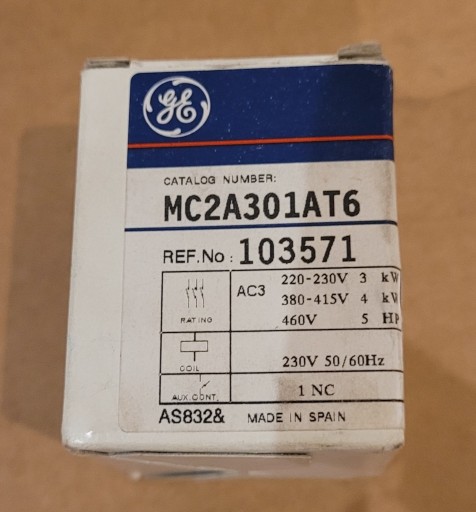 GE
CATALOG NUMBER:
MC2A301AT6
REF.No: 103571
RATING
AC3
220-230V 3 kW
380-415V 4 kW
460V 5 HP
COIL
230V 50/60Hz
AUX.CONT.
1 NC
AS832& MADE IN SPAIN